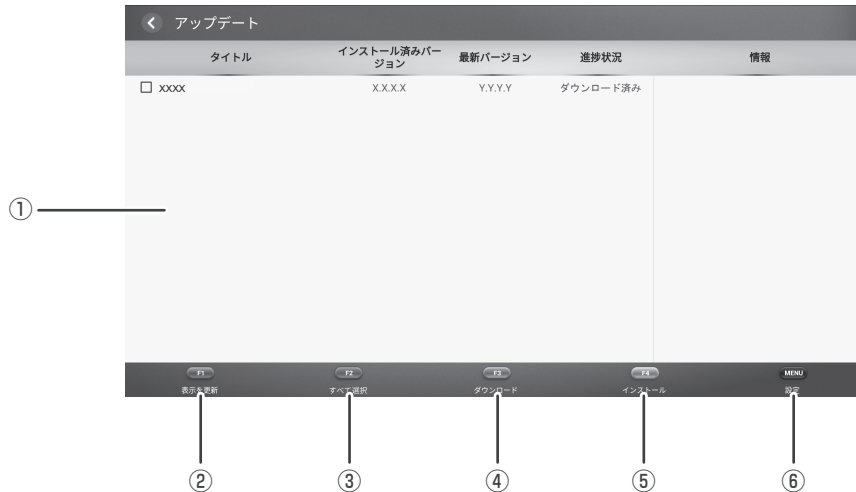 アップデート
タイトル インストール済みバー
ジョン 最新バージョン 進捗状況 情報
xxxx X.X.X.X Y.Y.Y.Y ダウンロード済み
①
F1 F2 F3 F4 MENU
表示を更新 すべて選択 ダウンロード インストール 設定
② ③ ④ ⑤ ⑥